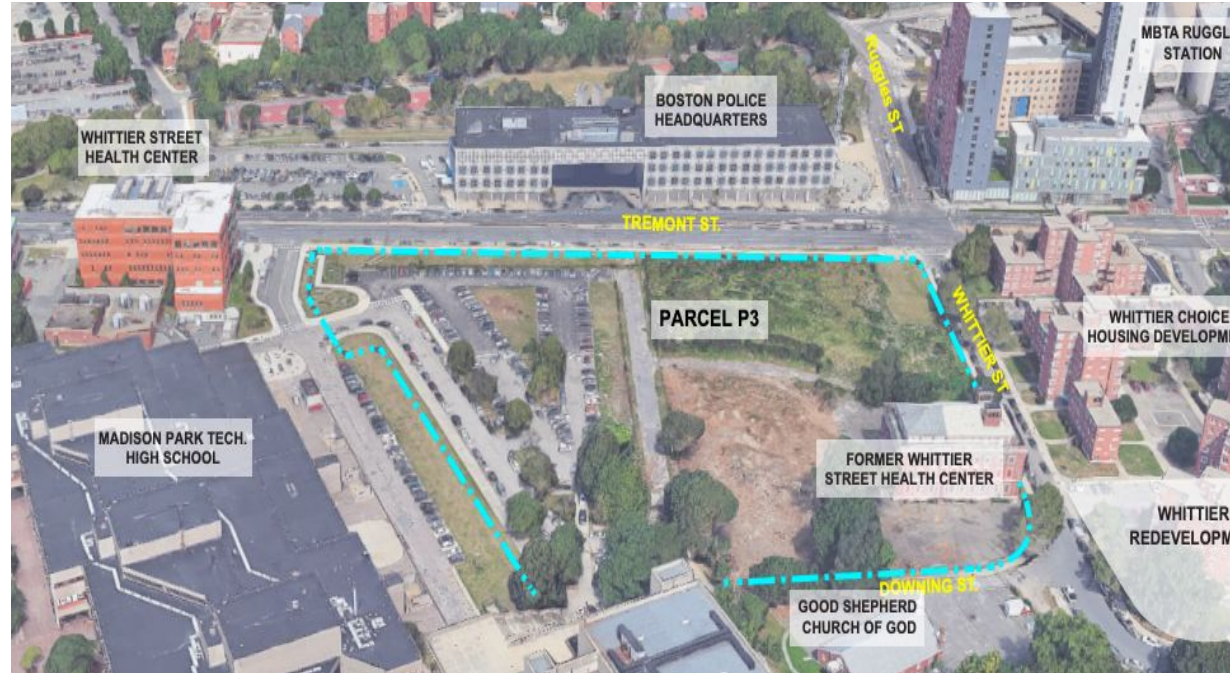 MBTA RUGGL
STATION
Ruggles ST
BOSTON POLICE
HEADQUARTERS
WHITTIER STREET
HEALTH CENTER
TREMONT ST.
PARCEL P3
WHITTIER ST
WHITTIER CHOICE
HOUSING DEVELOPME
MADISON PARK TECH.
HIGH SCHOOL
FORMER WHITTIER
STREET HEALTH CENTER
WHITTIER
REDEVELOPM
DOWNING ST.
GOOD SHEPHERD
CHURCH OF GOD